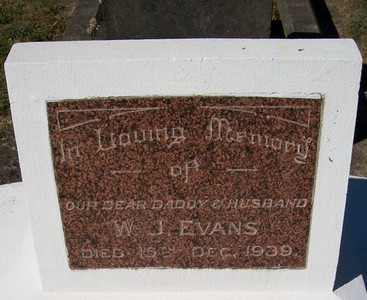 In Loving Memory
of
OUR DEAR DADDY & HUSBAND
W. J. EVANS
DIED 15TH DEC. 1939.